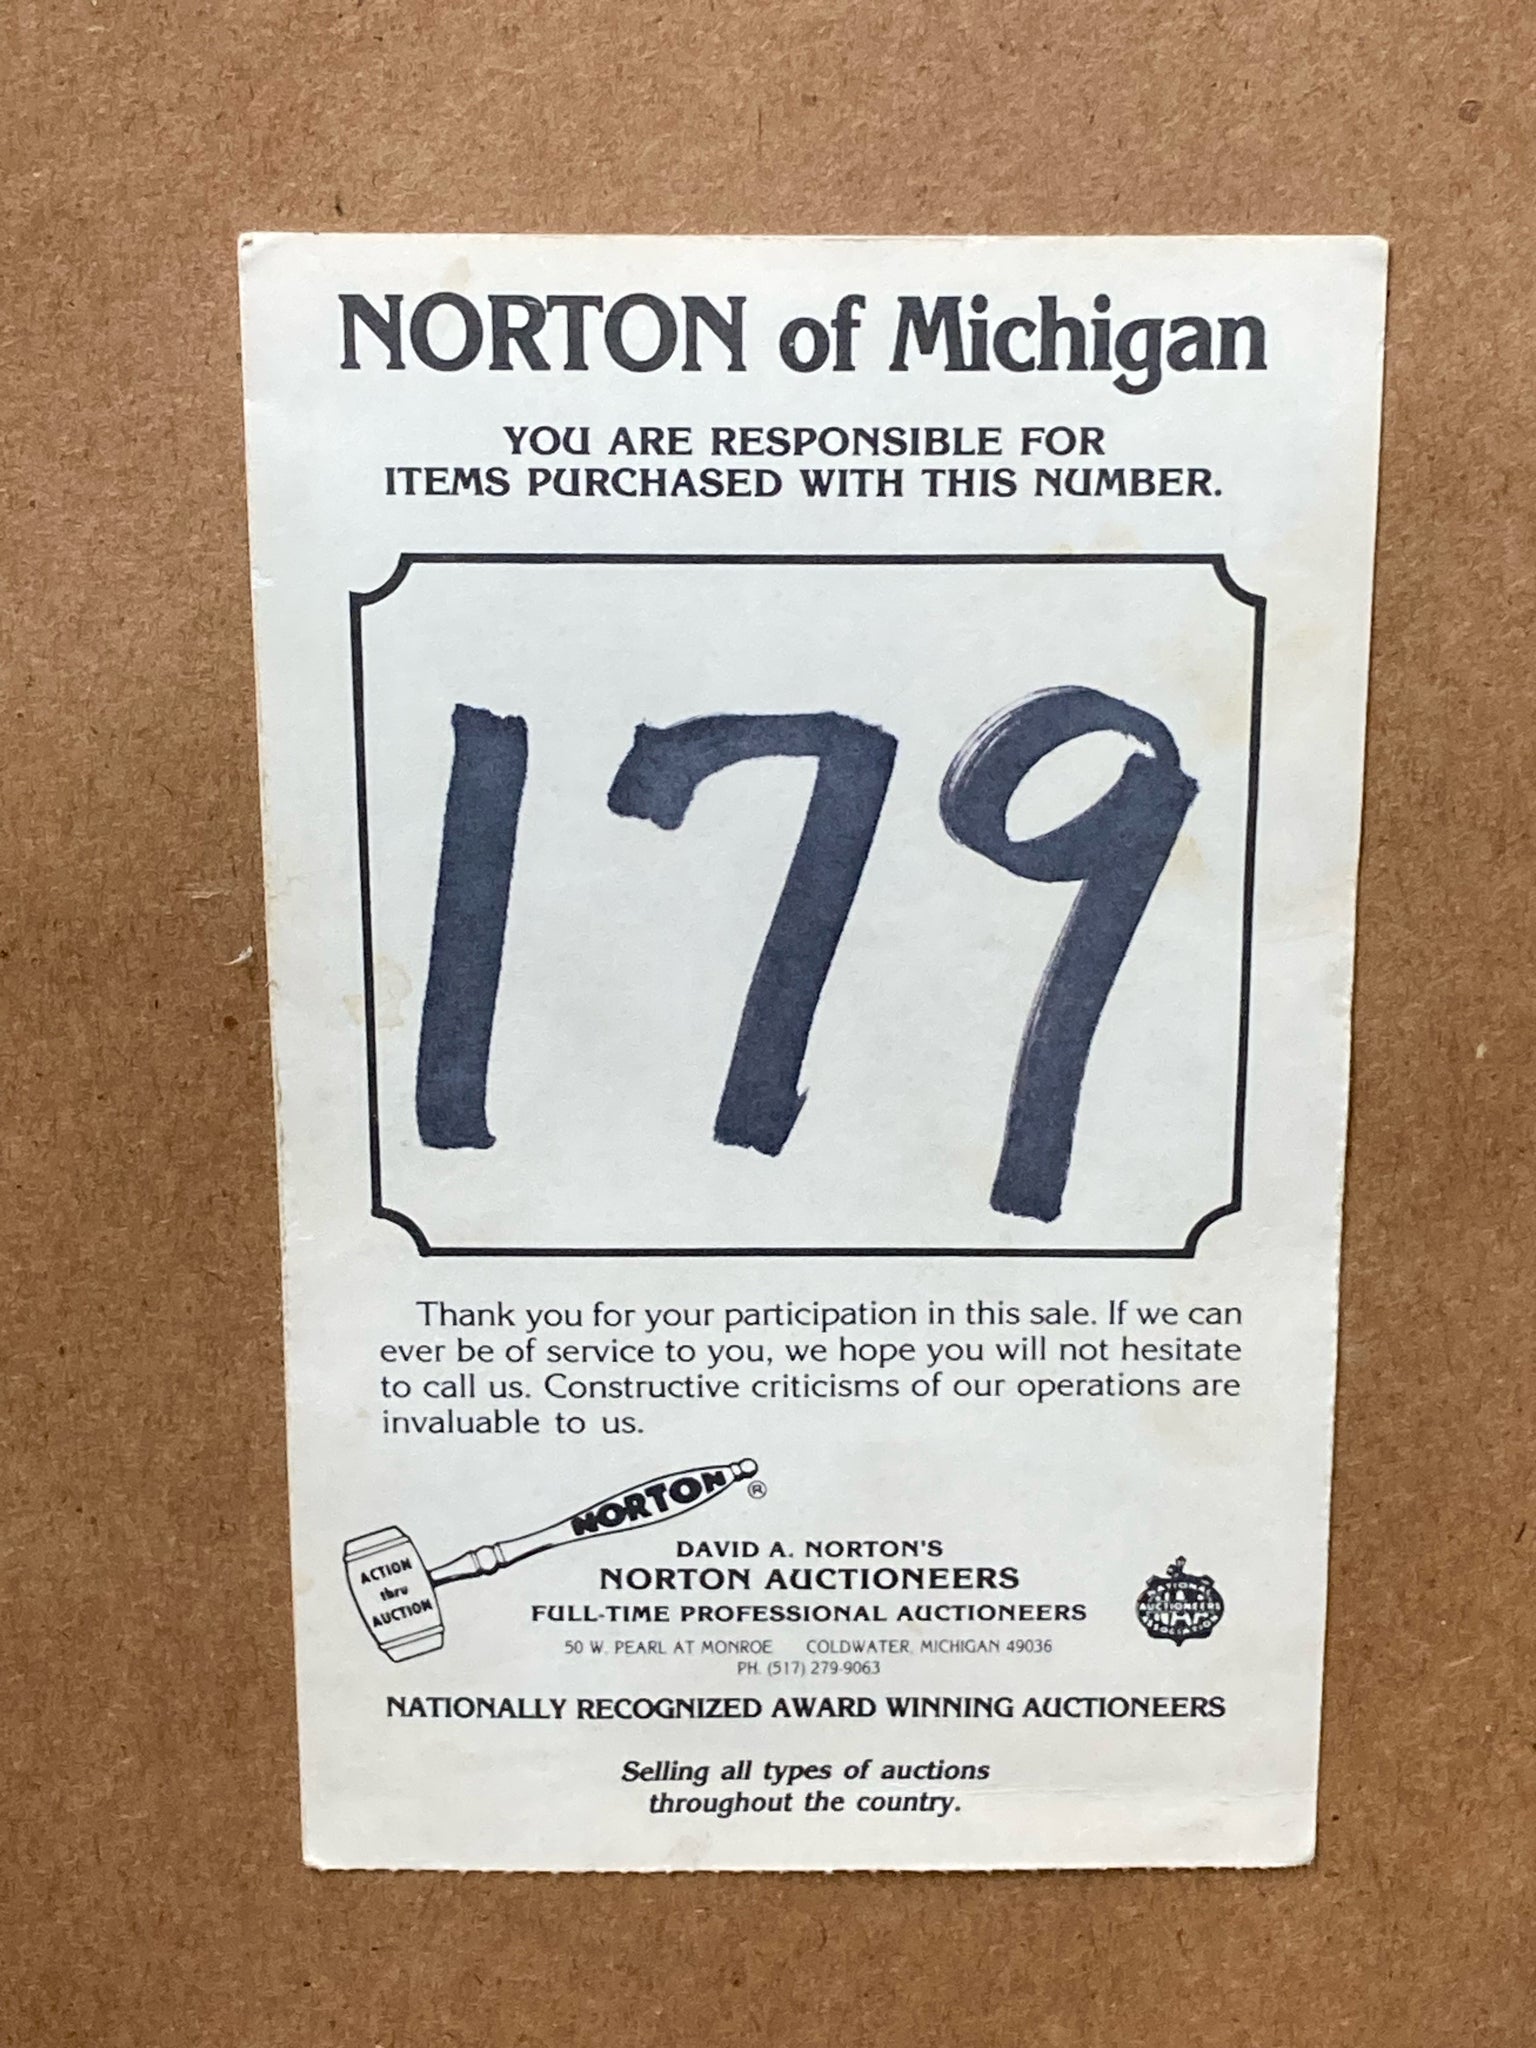 NORTON of Michigan
YOU ARE RESPONSIBLE FOR
ITEMS PURCHASED WITH THIS NUMBER.
179
Thank you for your participation in this sale. If we can
ever be of service to you, we hope you will not hesitate
to call us. Constructive criticisms of our operations are
invaluable to us.
NORTON ®
ACTION
thru
AUCTION
DAVID A. NORTON'S
NORTON AUCTIONEERS
FULL-TIME PROFESSIONAL AUCTIONEERS
50 W. PEARL AT MONROE COLDWATER, MICHIGAN 49036
PH. (517) 279-9063
NATIONAL
AUCTIONEERS
ASSOCIATION
NATIONALLY RECOGNIZED AWARD WINNING AUCTIONEERS
Selling all types of auctions
throughout the country.